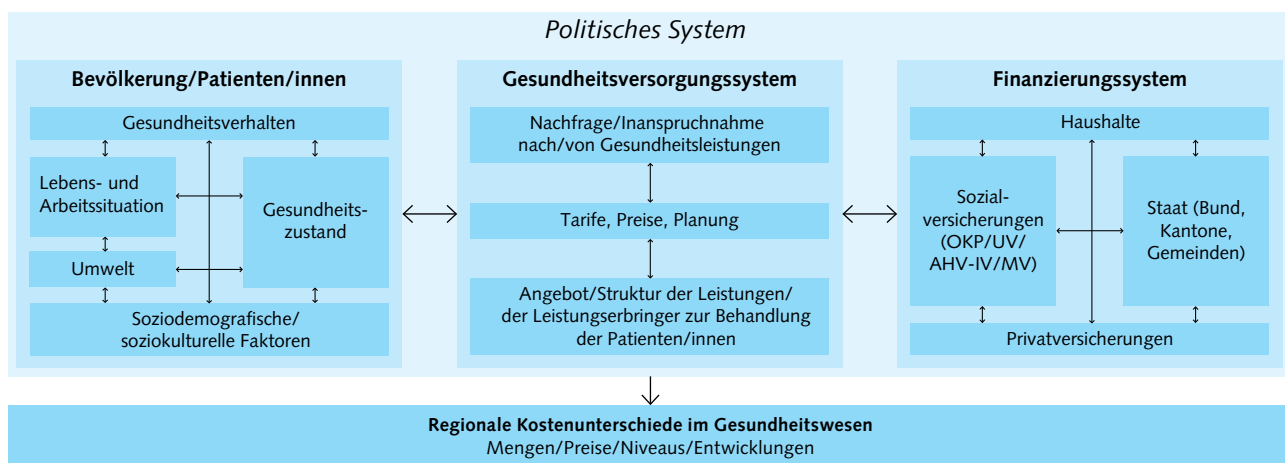 Politisches System
Bevölkerung/Patienten/innen
Gesundheitsverhalten
Lebens- und
Arbeitssituation
Gesundheits-
zustand
Umwelt
Soziodemografische/
soziokulturelle Faktoren
Gesundheitsversorgungssystem
Nachfrage/Inanspruchnahme
nach/von Gesundheitsleistungen
Tarife, Preise, Planung
Angebot/Struktur der Leistungen/
der Leistungserbringer zur Behandlung
der Patienten/innen
Finanzierungssystem
Haushalte
Sozial-
versicherungen
(OKP/UV/
AHV-IV/MV)
Staat (Bund,
Kantone,
Gemeinden)
Privatversicherungen
Regionale Kostenunterschiede im Gesundheitswesen
Mengen/Preise/Niveaus/Entwicklungen